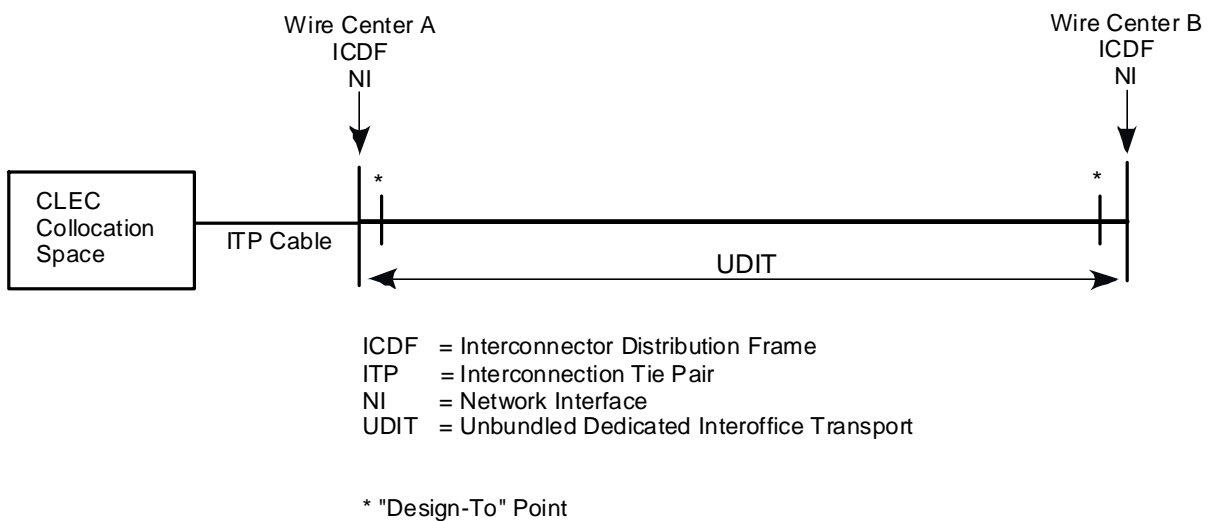 Wire Center A
ICDF
NI
Wire Center B
ICDF
NI
*
*
CLEC
Collocation
Space
ITP Cable
UDIT
ICDF = Interconnector Distribution Frame
ITP = Interconnection Tie Pair
NI = Network Interface
UDIT = Unbundled Dedicated Interoffice Transport
* "Design-To" Point